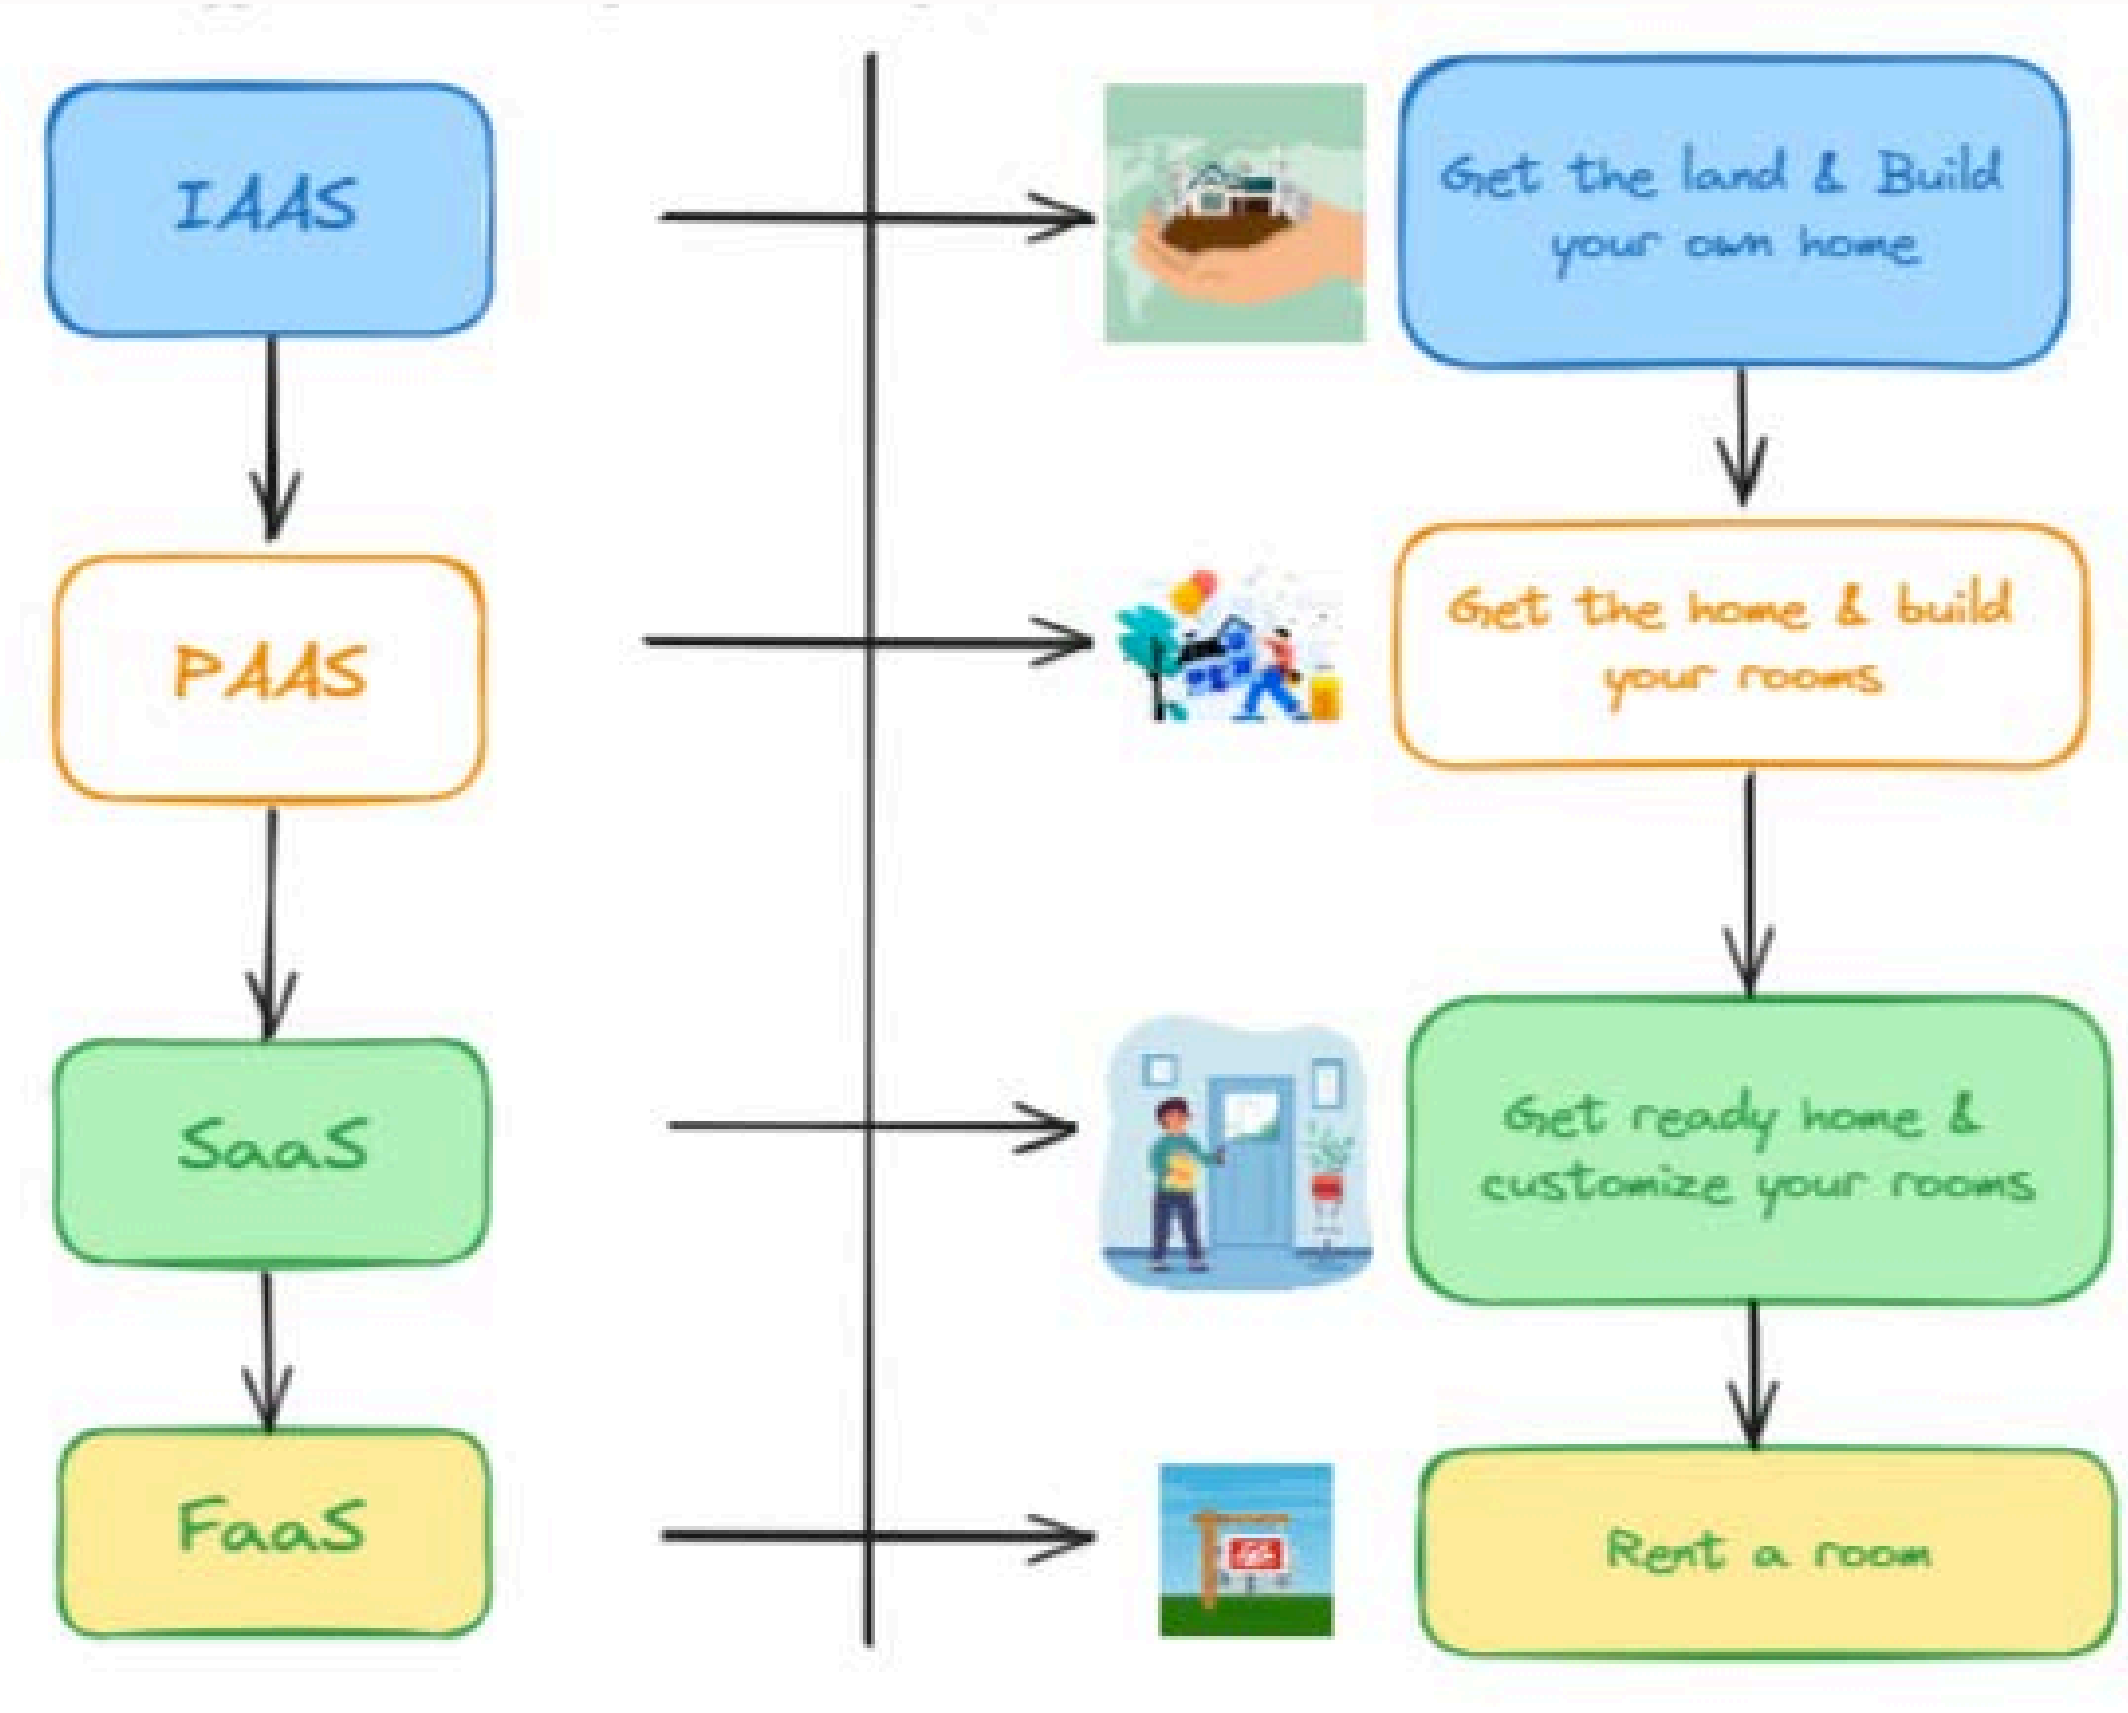 IAAS
Get the land & Build
your own home
PAAS
Get the home & build
your rooms
SaaS
Get ready home &
customize your rooms
FaaS
Rent a room